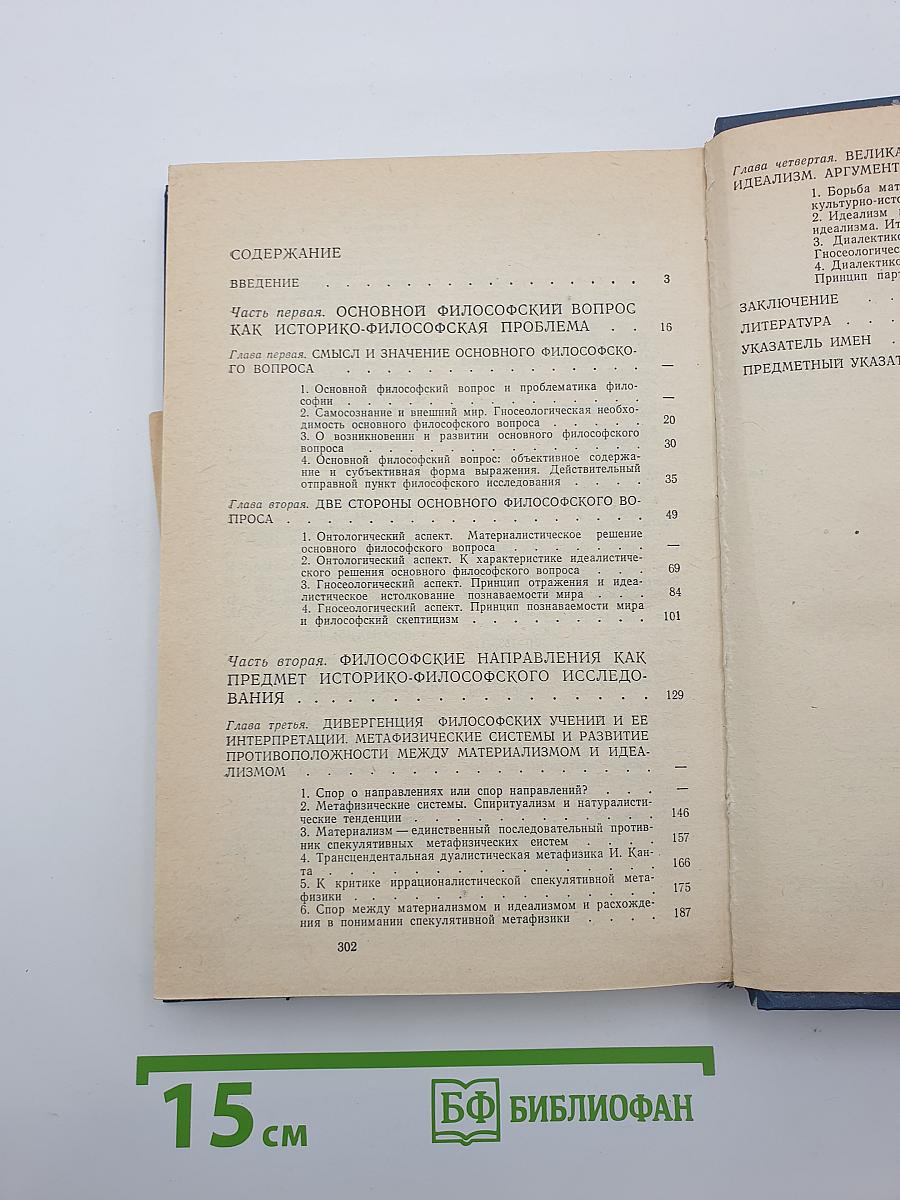 СОДЕРЖАНИЕ
ВВЕДЕНИЕ . . . . . . . . . . . . . . . . 3
Часть первая. ОСНОВНОЙ ФИЛОСОФСКИЙ ВОПРОС
КАК ИСТОРИКО-ФИЛОСОФСКАЯ ПРОБЛЕМА . . 16
Глава первая. СМЫСЛ И ЗНАЧЕНИЕ ОСНОВНОГО ФИЛОСОФСКО-
ГО ВОПРОСА . . . . . . . . . . . . . . . —
1. Основной философский вопрос и проблематика фило-
софии . . . . . . . . . . . . . . . —
2. Самосознание и внешний мир. Гносеологическая необхо-
димость основного философского вопроса . . . . . 20
3. О возникновении и развитии основного философского
вопроса . . . . . . . . . . . . . . 30
4. Основной философский вопрос: объективное содержа-
ние и субъективная форма выражения. Действительный
отправной пункт философского исследования . . . . 35
Глава вторая. ДВЕ СТОРОНЫ ОСНОВНОГО ФИЛОСОФСКОГО ВО-
ПРОСА . . . . . . . . . . . . . . . . . 49
1. Онтологический аспект. Материалистическое решение
основного философского вопроса . . . . . . . —
2. Онтологический аспект. К характеристике идеалистиче-
ского решения основного философского вопроса . . . 69
3. Гносеологический аспект. Принцип отражения и идеа-
листическое истолкование познаваемости мира . . . 84
4. Гносеологический аспект. Принцип познаваемости мира
и философский скептицизм . . . . . . . . . 101
Часть вторая. ФИЛОСОФСКИЕ НАПРАВЛЕНИЯ КАК
ПРЕДМЕТ ИСТОРИКО-ФИЛОСОФСКОГО ИССЛЕДО-
ВАНИЯ . . . . . . . . . . . . . . . . . 129
Глава третья. ДИВЕРГЕНЦИЯ ФИЛОСОФСКИХ УЧЕНИЙ И ЕЕ
ИНТЕРПРЕТАЦИИ. МЕТАФИЗИЧЕСКИЕ СИСТЕМЫ И РАЗВИТИЕ
ПРОТИВОПОЛОЖНОСТИ МЕЖДУ МАТЕРИАЛИЗМОМ И ИДЕА-
ЛИЗМОМ . . . . . . . . . . . . . . . . —
1. Спор о направлениях или спор направлений? . . . —
2. Метафизические системы. Спиритуализм и натуралисти-
ческие тенденции . . . . . . . . . . . . 146
3. Материализм — единственный последовательный против-
ник спекулятивных метафизических систем . . . . 157
4. Трансцендентальная дуалистическая метафизика И. Кан-
та . . . . . . . . . . . . . . . . 166
5. К критике иррационалистической спекулятивной мета-
физики . . . . . . . . . . . . . . . 175
6. Спор между материализмом и идеализмом и расхожде-
ния в понимании спекулятивной метафизики . . . . 187
302
Глава четвертая. ВЕЛИКА
ИДЕАЛИЗМ. АРГУМЕНТ
1. Борьба мат
культурно-исто
2. Идеализм
идеализма. Ит
3. Диалектико
Гносеологичес
4. Диалектико
Принцип парт
ЗАКЛЮЧЕНИЕ . .
ЛИТЕРАТУРА . . .
УКАЗАТЕЛЬ ИМЕН .
ПРЕДМЕТНЫЙ УКАЗАТ
15 см
БФ БИБЛИОФАН